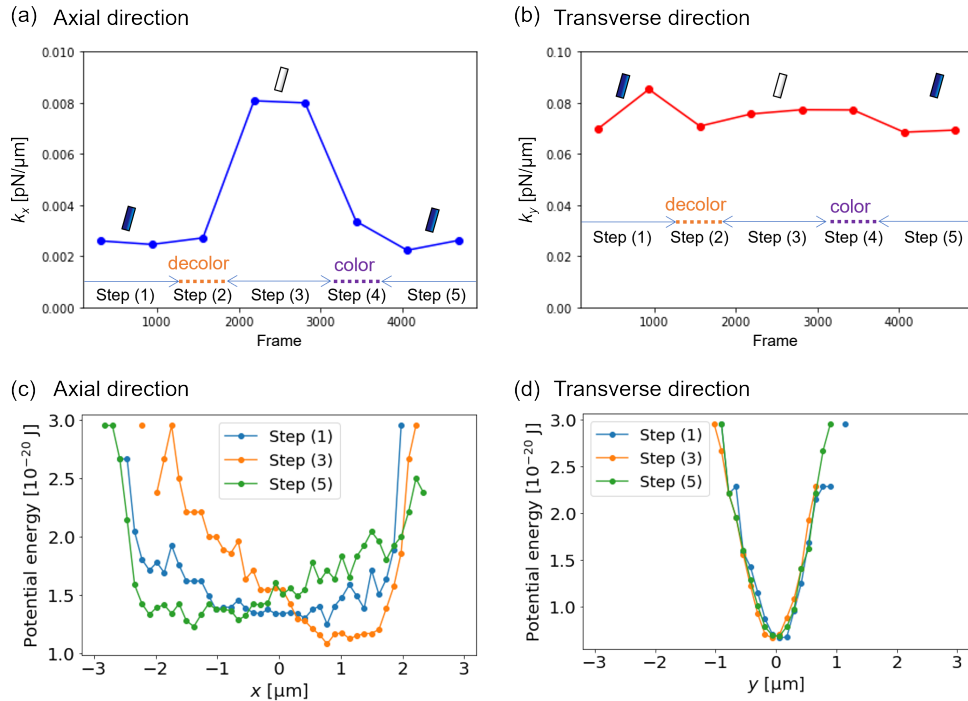 (a) Axial direction
0.010
0.008
0.006
0.004
0.002
0.000
kₓ [pN/μm]
decolor
color
Step (1) Step (2) Step (3) Step (4) Step (5)
1000 2000 3000 4000
Frame
(b) Transverse direction
0.10
0.08
0.06
0.04
0.02
0.00
k_y [pN/μm]
decolor
color
Step (1) Step (2) Step (3) Step (4) Step (5)
1000 2000 3000 4000
Frame
(c) Axial direction
3.0
2.5
2.0
1.5
1.0
Potential energy [10⁻²⁰ J]
Step (1)
Step (3)
Step (5)
−3 −2 −1 0 1 2 3
x [μm]
(d) Transverse direction
3.0
2.5
2.0
1.5
1.0
Potential energy [10⁻²⁰ J]
Step (1)
Step (3)
Step (5)
−3 −2 −1 0 1 2 3
y [μm]